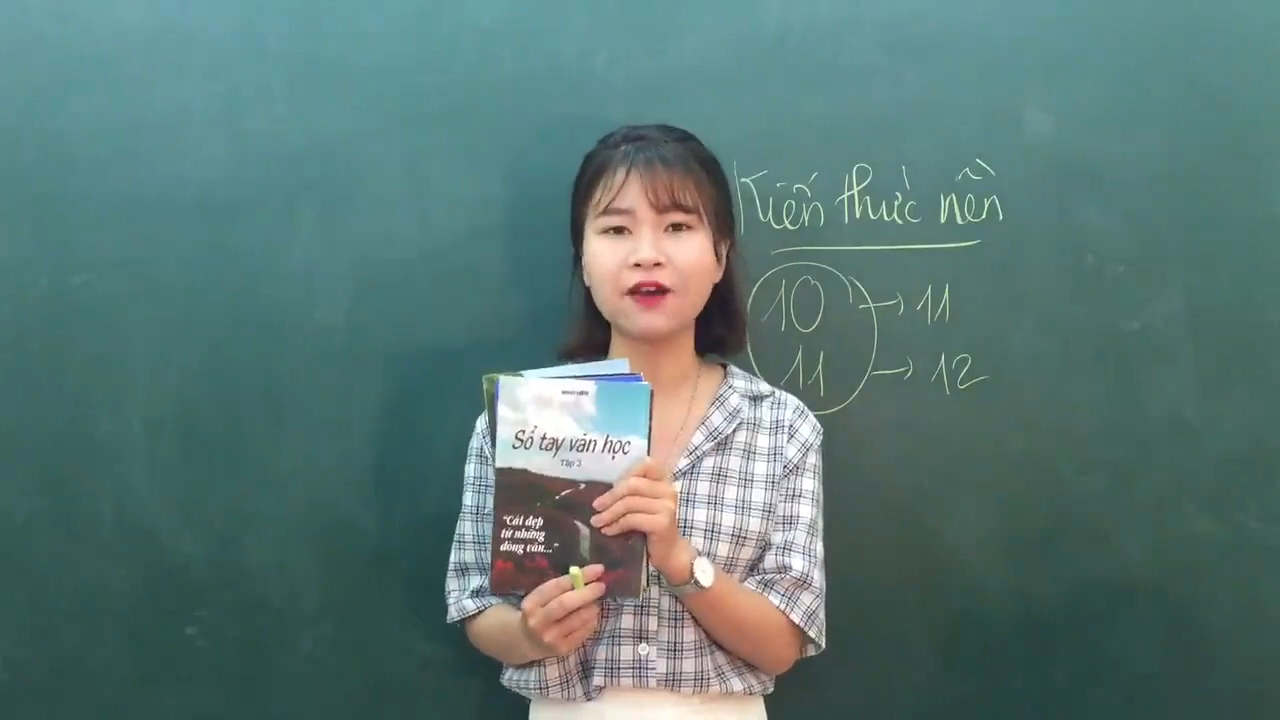 Kiến thức nền
10 → 11
11 → 12
Sổ tay văn học
Tập 3
"Cái đẹp
từ những
dòng văn..."